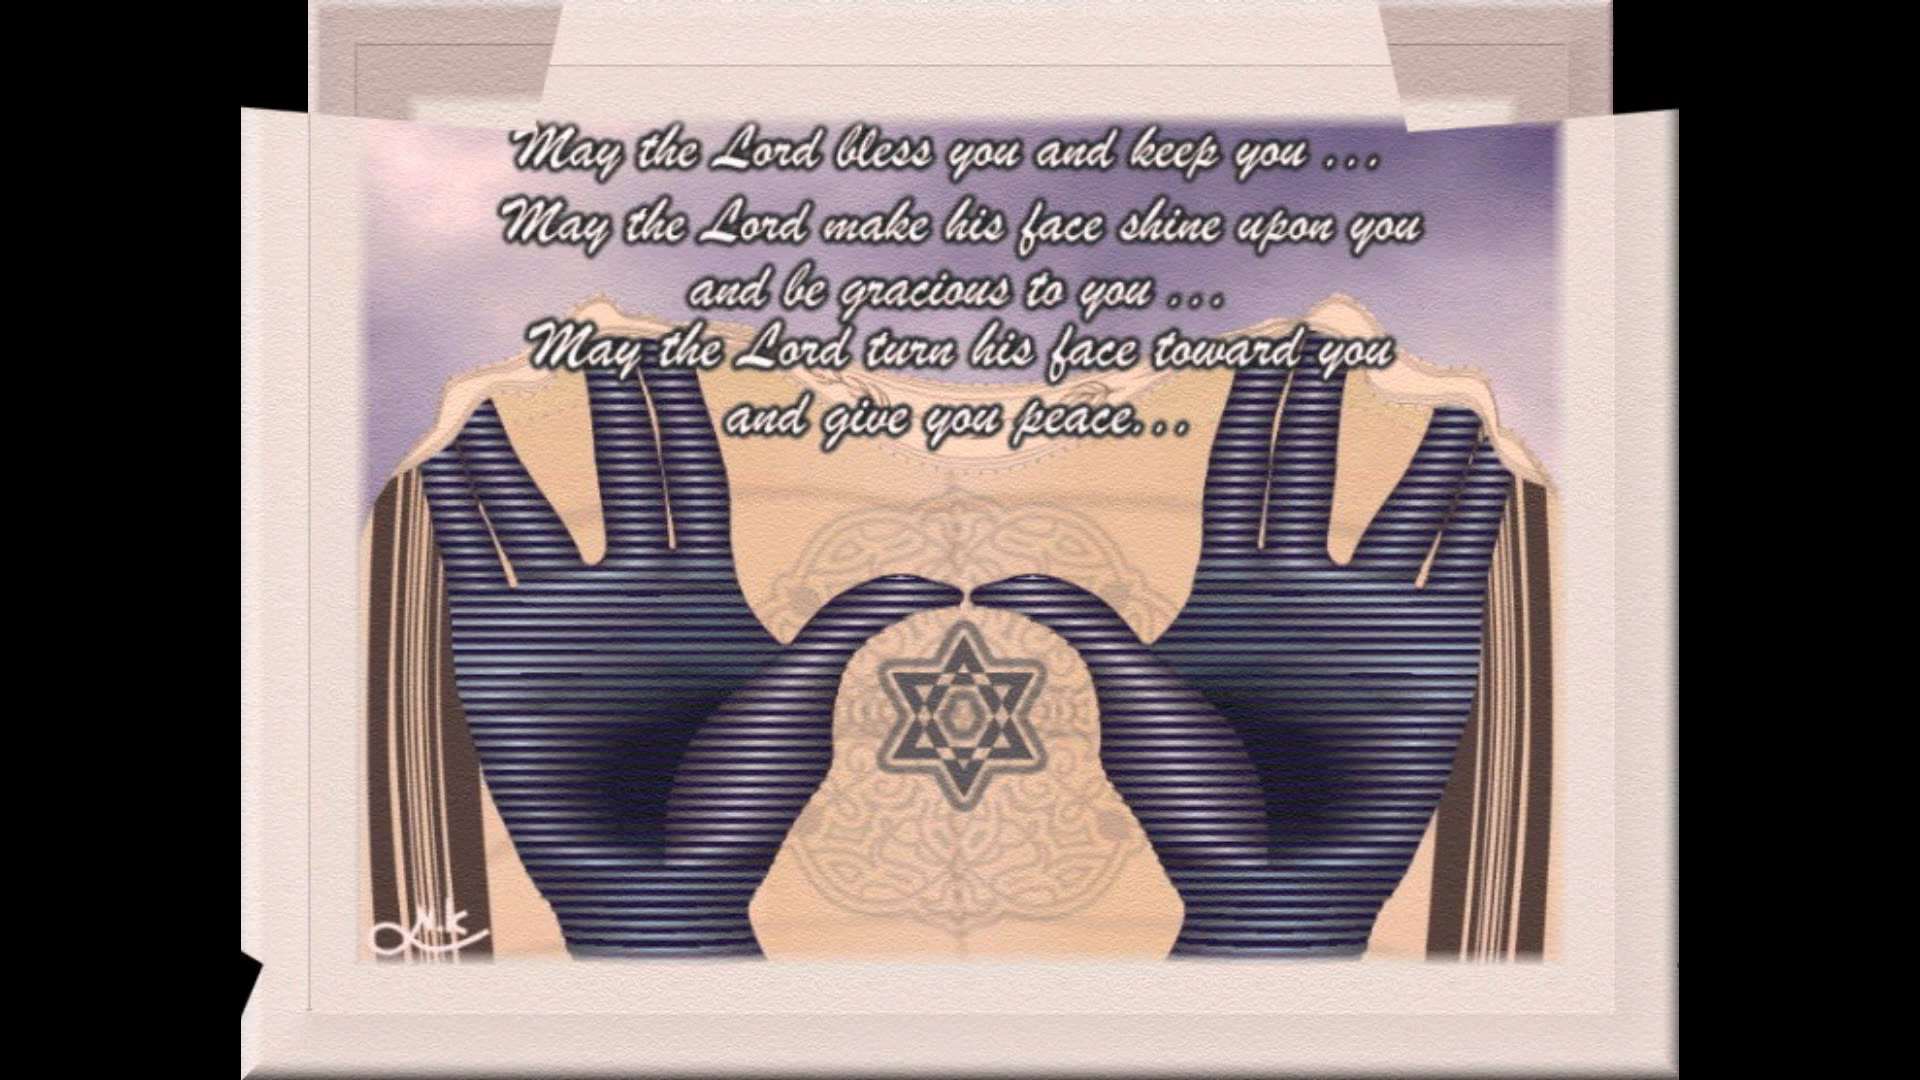 May the Lord bless you and keep you ...
May the Lord make his face shine upon you
and be gracious to you ...
May the Lord turn his face toward you
and give you peace...
N.K